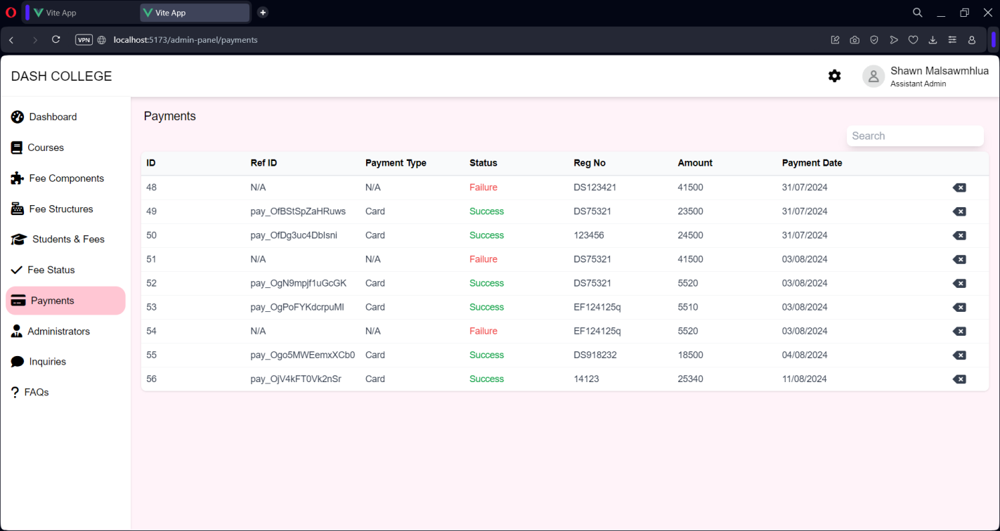 Vite App Vite App
VPN localhost:5173/admin-panel/payments
DASH COLLEGE
Shawn Malsawmhlua
Assistant Admin
Dashboard
Courses
Fee Components
Fee Structures
Students & Fees
Fee Status
Payments
Administrators
Inquiries
FAQs
Payments
Search
ID Ref ID Payment Type Status Reg No Amount Payment Date
48 N/A N/A Failure DS123421 41500 31/07/2024
49 pay_OfBStSpZaHRuws Card Success DS75321 23500 31/07/2024
50 pay_OfDg3uc4DbIsni Card Success 123456 24500 31/07/2024
51 N/A N/A Failure DS75321 41500 03/08/2024
52 pay_OgN9mpjf1uGcGK Card Success DS75321 5520 03/08/2024
53 pay_OgPoFYKdcrpuMl Card Success EF124125q 5510 03/08/2024
54 N/A N/A Failure EF124125q 5520 03/08/2024
55 pay_Ogo5MWEemxXCb0 Card Success DS918232 18500 04/08/2024
56 pay_OjV4kFT0Vk2nSr Card Success 14123 25340 11/08/2024